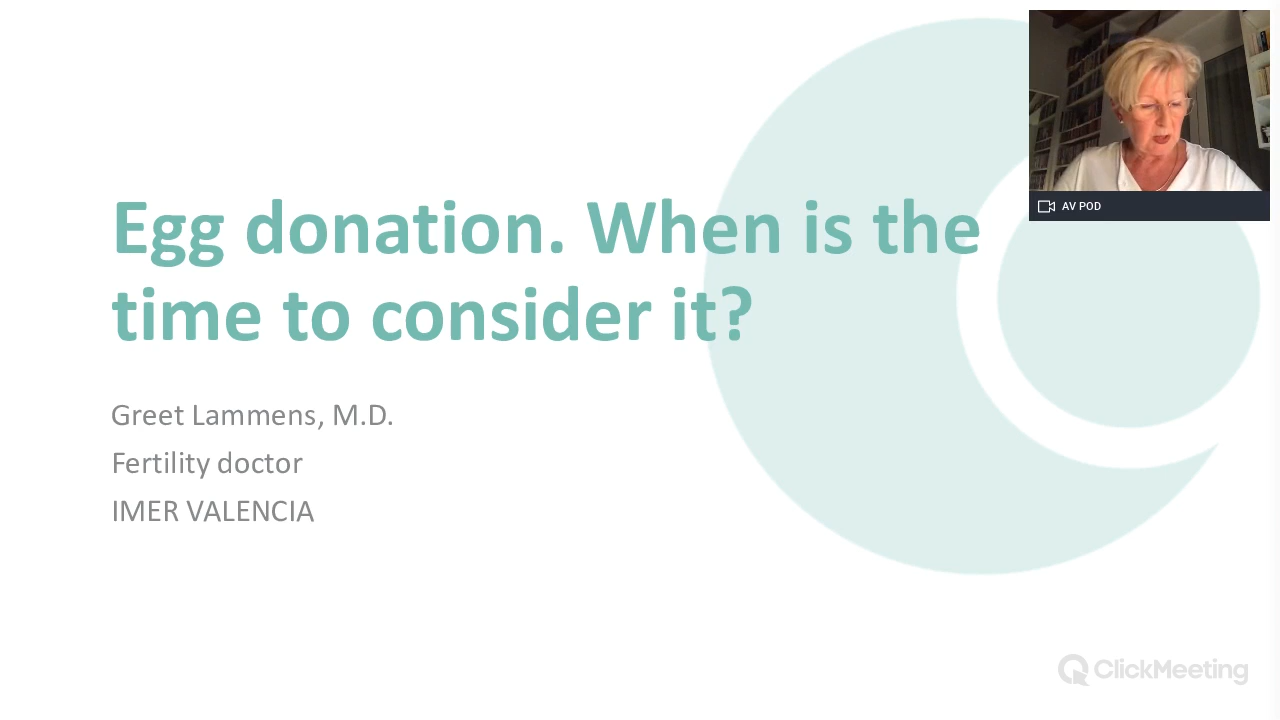 Egg donation. When is the
time to consider it?
Greet Lammens, M.D.
Fertility doctor
IMER VALENCIA
AV POD
ClickMeeting